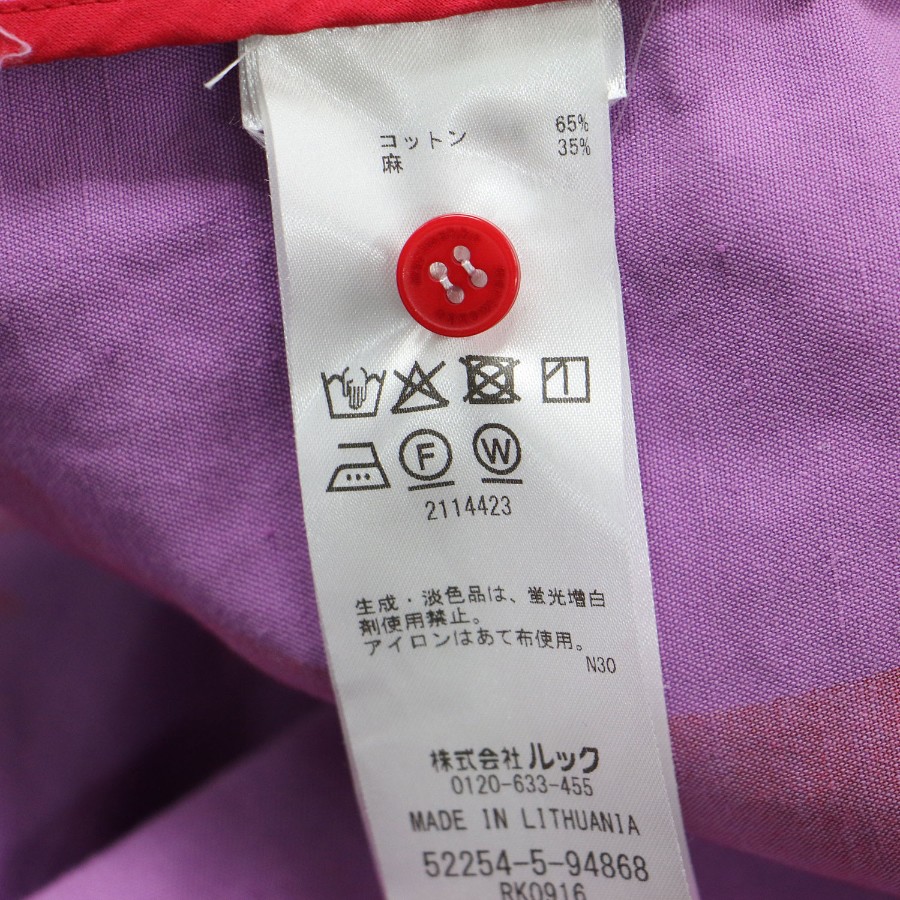 コットン 65%
麻 35%
F W
2114423
生成・淡色品は、蛍光増白
剤使用禁止。
アイロンはあて布使用。
N30
株式会社 ルック
0120-633-455
MADE IN LITHUANIA
52254-5-94868
RK0916